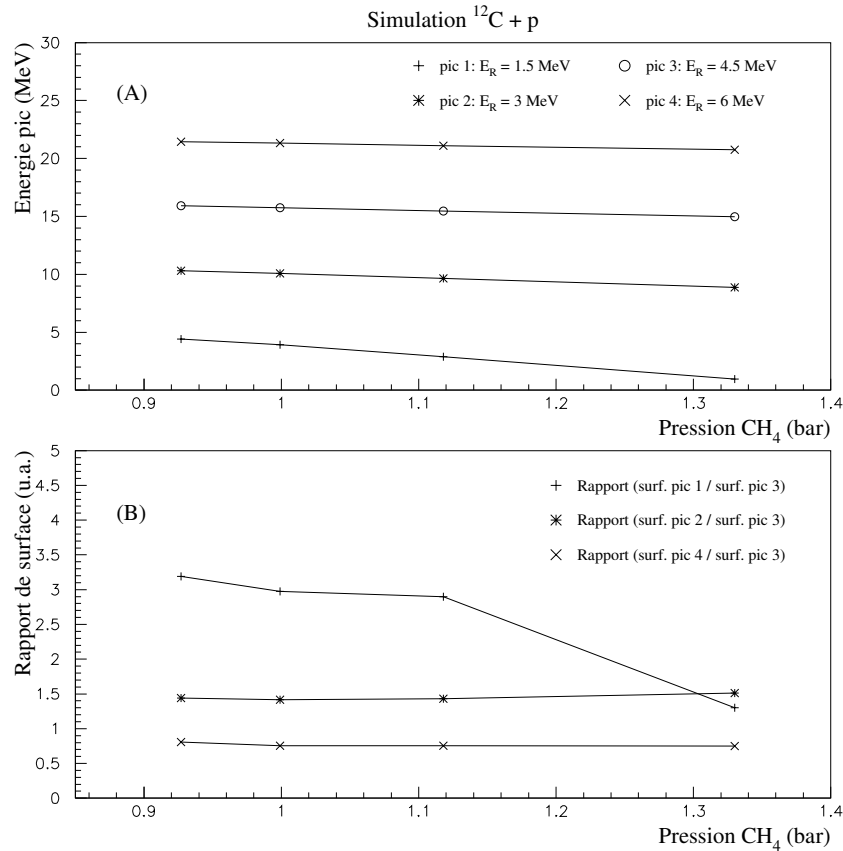 Simulation ¹²C + p
Energie pic (MeV)
30
25
20
15
10
5
0
(A)
pic 1: E_R = 1.5 MeV
pic 3: E_R = 4.5 MeV
pic 2: E_R = 3 MeV
pic 4: E_R = 6 MeV
0.9
1
1.1
1.2
1.3
1.4
Pression CH₄ (bar)
Rapport de surface (u.a.)
5
4.5
4
3.5
3
2.5
2
1.5
1
0.5
0
(B)
Rapport (surf. pic 1 / surf. pic 3)
Rapport (surf. pic 2 / surf. pic 3)
Rapport (surf. pic 4 / surf. pic 3)
0.9
1
1.1
1.2
1.3
1.4
Pression CH₄ (bar)